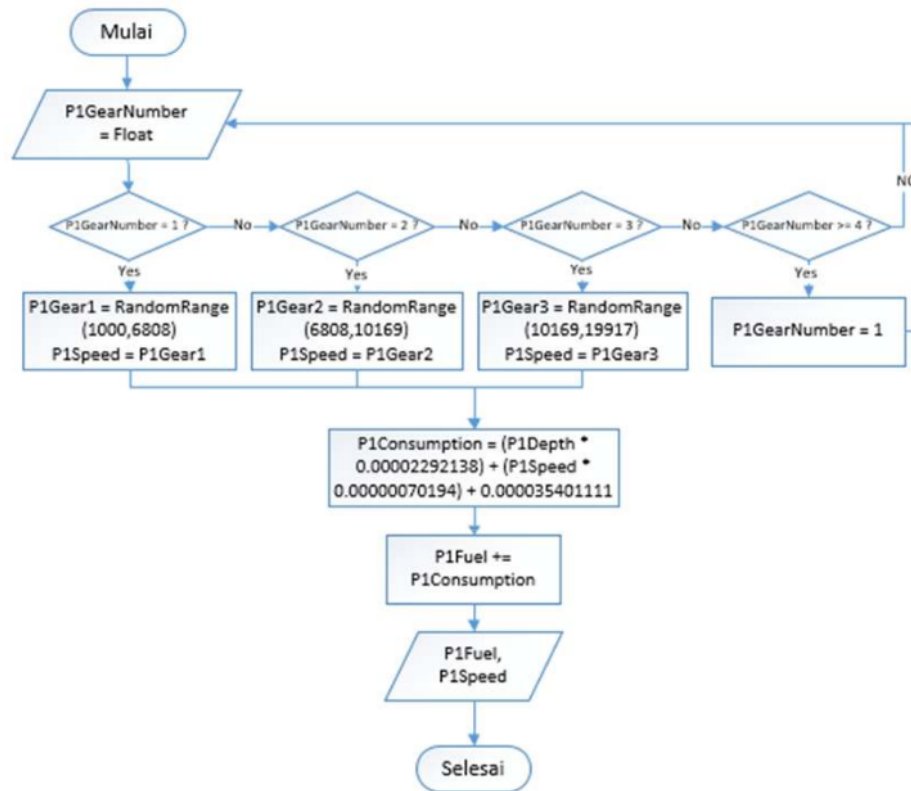 Mulai
P1GearNumber
= Float
P1GearNumber = 1 ?
No
P1GearNumber = 2 ?
No
P1GearNumber = 3 ?
No
P1GearNumber >= 4 ?
NO
Yes
Yes
Yes
Yes
P1Gear1 = RandomRange
(1000,6808)
P1Speed = P1Gear1
P1Gear2 = RandomRange
(6808,10169)
P1Speed = P1Gear2
P1Gear3 = RandomRange
(10169,19917)
P1Speed = P1Gear3
P1GearNumber = 1
P1Consumption = (P1Depth *
0.00002292138) + (P1Speed *
0.00000070194) + 0.000035401111
P1Fuel +=
P1Consumption
P1Fuel,
P1Speed
Selesai